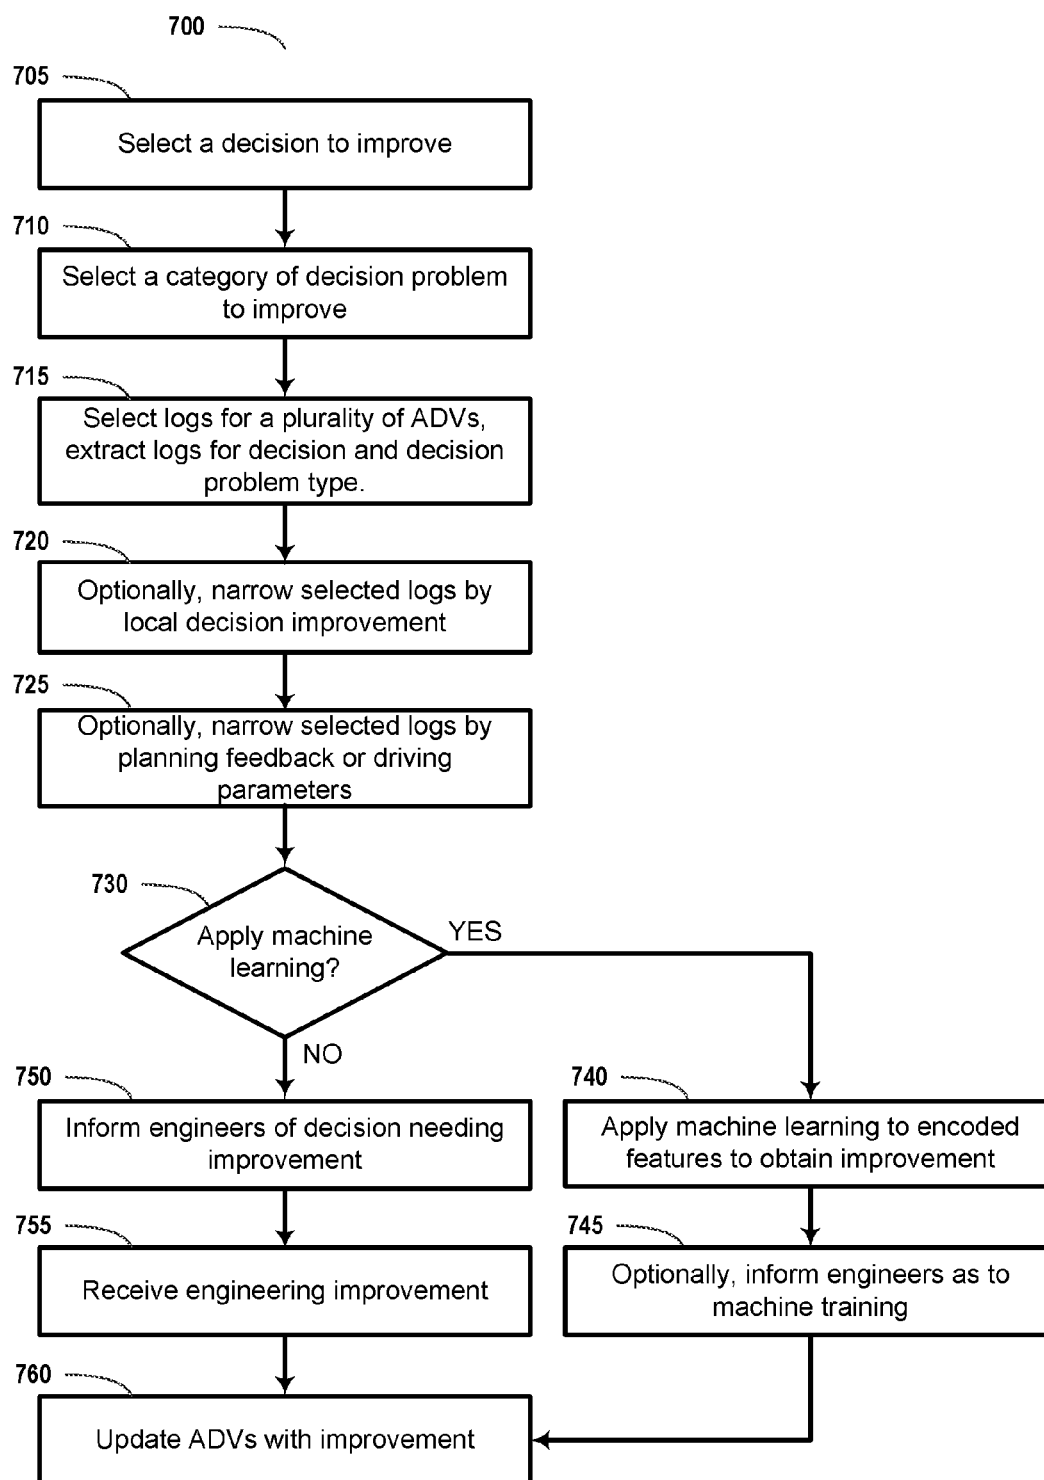 700
705
Select a decision to improve
710
Select a category of decision problem
to improve
715
Select logs for a plurality of ADVs,
extract logs for decision and decision
problem type.
720
Optionally, narrow selected logs by
local decision improvement
725
Optionally, narrow selected logs by
planning feedback or driving
parameters
730
Apply machine
learning?
YES
NO
750
Inform engineers of decision needing
improvement
740
Apply machine learning to encoded
features to obtain improvement
755
Receive engineering improvement
745
Optionally, inform engineers as to
machine training
760
Update ADVs with improvement